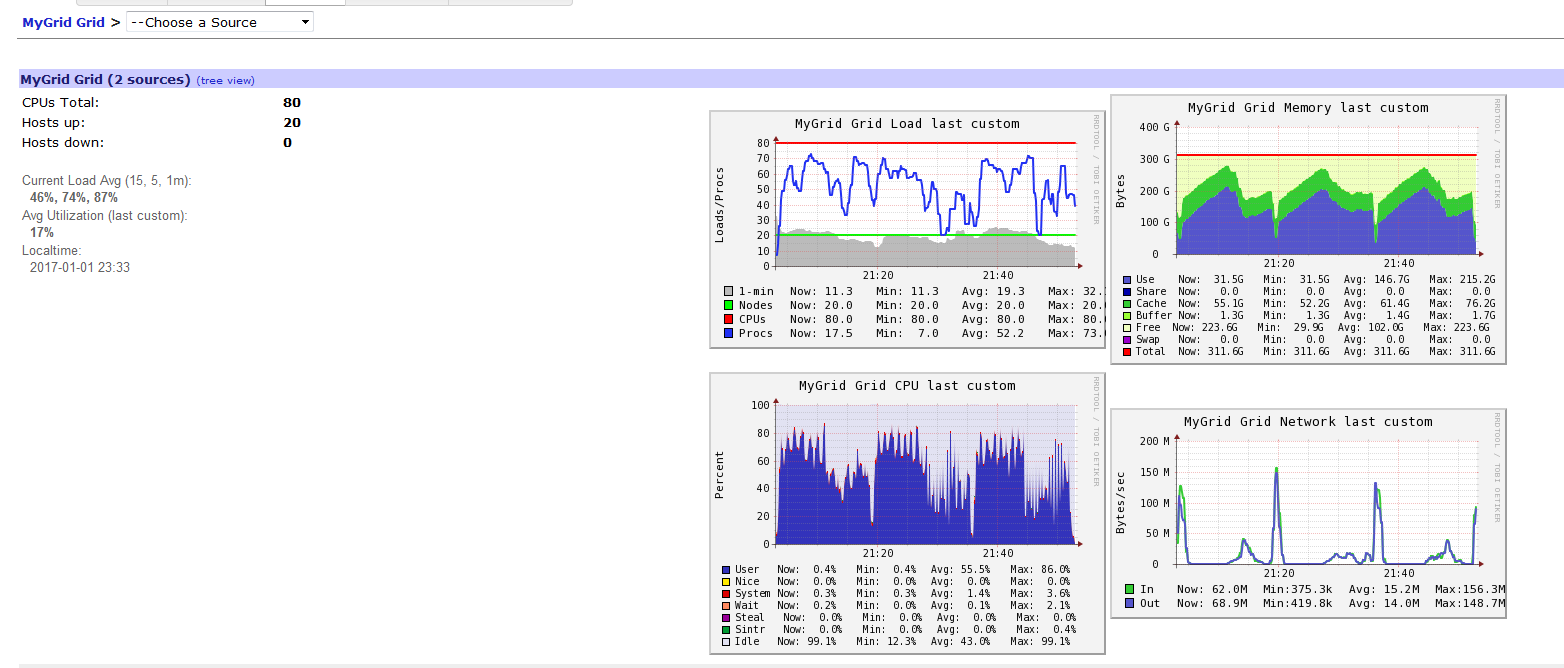 MyGrid Grid > --Choose a Source
MyGrid Grid (2 sources) (tree view)
CPUs Total: 80
Hosts up: 20
Hosts down: 0
Current Load Avg (15, 5, 1m):
46%, 74%, 87%
Avg Utilization (last custom):
17%
Localtime:
2017-01-01 23:33
MyGrid Grid Load last custom
RRDTOOL / TOBI OETIKER
Loads/Procs
80
70
60
50
40
30
20
10
0
21:20 21:40
1-min Now: 11.3 Min: 11.3 Avg: 19.3 Max: 32.
Nodes Now: 20.0 Min: 20.0 Avg: 20.0 Max: 20.
CPUs Now: 80.0 Min: 80.0 Avg: 80.0 Max: 80.
Procs Now: 17.5 Min: 7.0 Avg: 52.2 Max: 73.
MyGrid Grid Memory last custom
RRDTOOL / TOBI OETIKER
Bytes
400 G
300 G
200 G
100 G
0
21:20 21:40
Use Now: 31.5G Min: 31.5G Avg: 146.7G Max: 215.2G
Share Now: 0.0 Min: 0.0 Avg: 0.0 Max: 0.0
Cache Now: 55.1G Min: 52.2G Avg: 61.4G Max: 76.2G
Buffer Now: 1.3G Min: 1.3G Avg: 1.4G Max: 1.7G
Free Now: 223.6G Min: 29.9G Avg: 102.0G Max: 223.6G
Swap Now: 0.0 Min: 0.0 Avg: 0.0 Max: 0.0
Total Now: 311.6G Min: 311.6G Avg: 311.6G Max: 311.6G
MyGrid Grid CPU last custom
RRDTOOL / TOBI OETIKER
Percent
100
80
60
40
20
0
21:20 21:40
User Now: 0.4% Min: 0.4% Avg: 55.5% Max: 86.0%
Nice Now: 0.0% Min: 0.0% Avg: 0.0% Max: 0.0%
System Now: 0.3% Min: 0.3% Avg: 1.4% Max: 3.6%
Wait Now: 0.2% Min: 0.0% Avg: 0.1% Max: 2.1%
Steal Now: 0.0% Min: 0.0% Avg: 0.0% Max: 0.0%
Sintr Now: 0.0% Min: 0.0% Avg: 0.0% Max: 0.4%
Idle Now: 99.1% Min: 12.3% Avg: 43.0% Max: 99.1%
MyGrid Grid Network last custom
RRDTOOL / TOBI OETIKER
Bytes/sec
200 M
150 M
100 M
50 M
0
21:20 21:40
In Now: 62.0M Min:375.3k Avg: 15.2M Max:156.3M
Out Now: 68.9M Min:419.8k Avg: 14.0M Max:148.7M